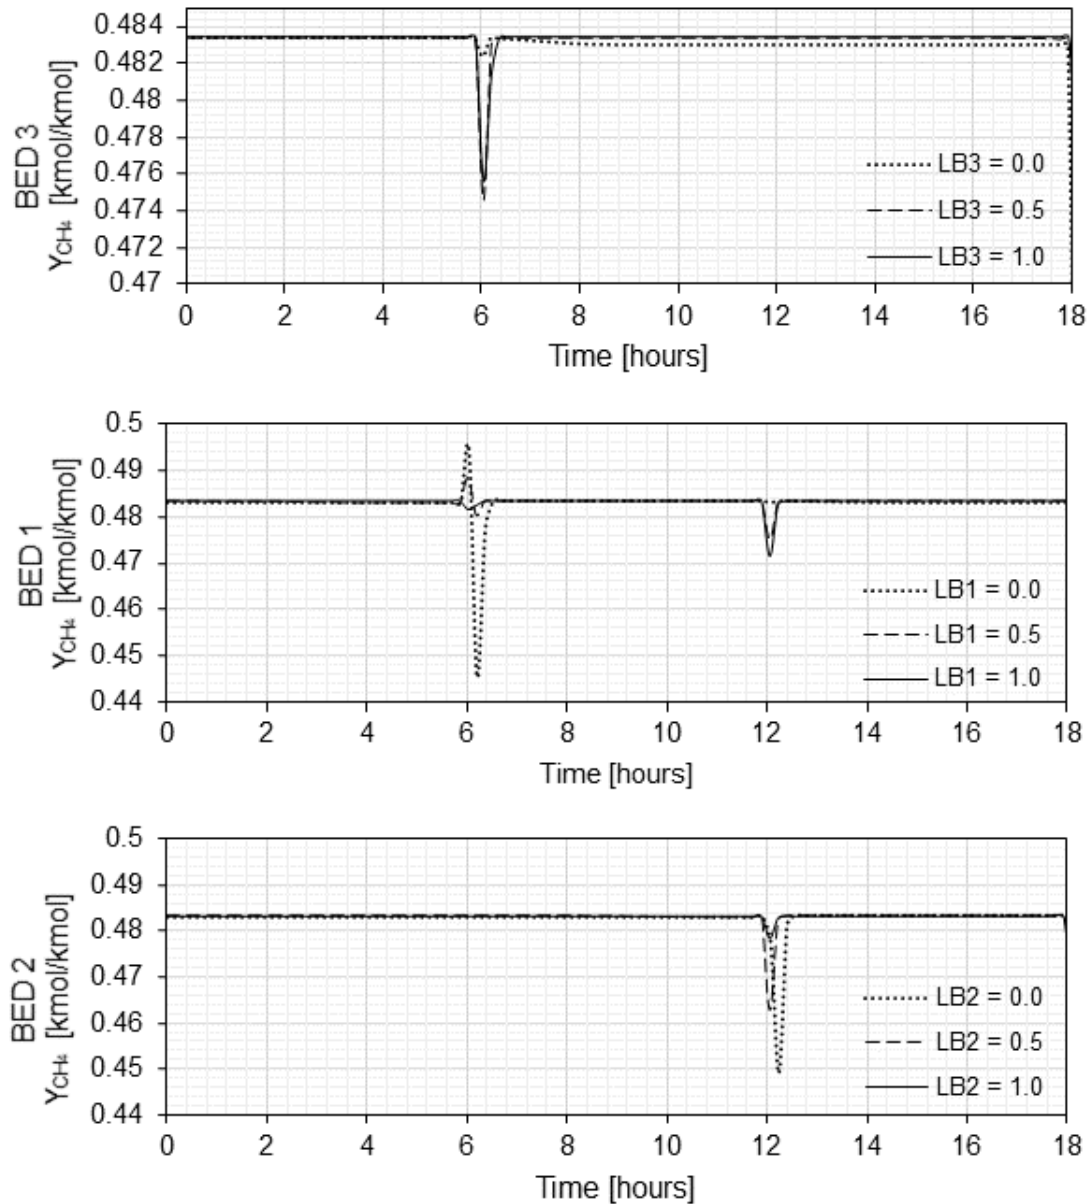 BED 3
YCH₄ [kmol/kmol]
0.484
0.482
0.48
0.478
0.476
0.474
0.472
0.47
LB3 = 0.0
LB3 = 0.5
LB3 = 1.0
0 2 4 6 8 10 12 14 16 18
Time [hours]
BED 1
YCH₄ [kmol/kmol]
0.5
0.49
0.48
0.47
0.46
0.45
0.44
LB1 = 0.0
LB1 = 0.5
LB1 = 1.0
0 2 4 6 8 10 12 14 16 18
Time [hours]
BED 2
YCH₄ [kmol/kmol]
0.5
0.49
0.48
0.47
0.46
0.45
0.44
LB2 = 0.0
LB2 = 0.5
LB2 = 1.0
0 2 4 6 8 10 12 14 16 18
Time [hours]